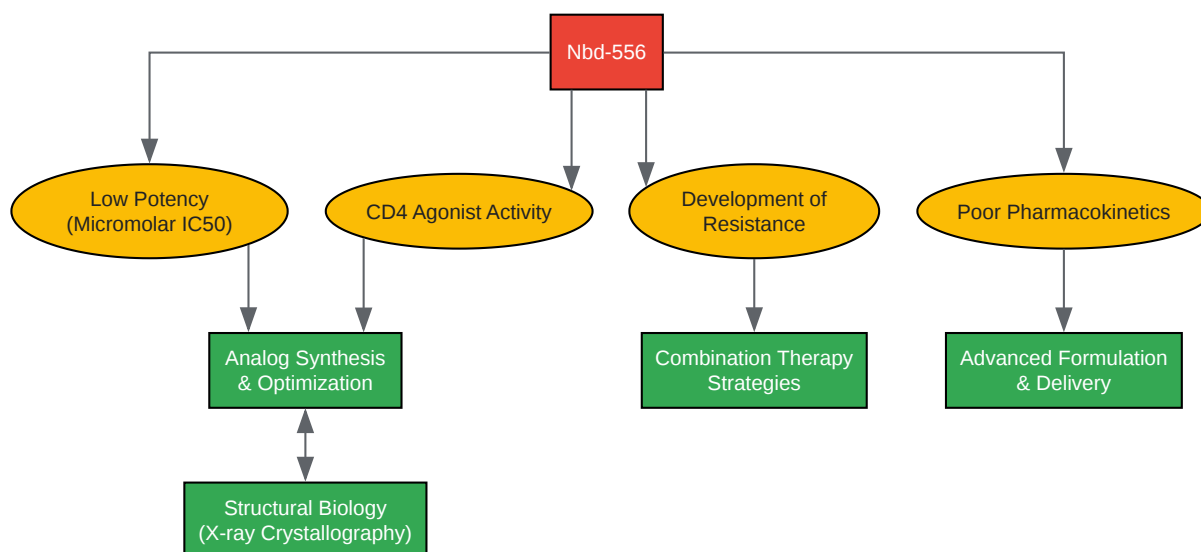 Nbd-556
Low Potency
(Micromolar IC50)
CD4 Agonist Activity
Development of
Resistance
Poor Pharmacokinetics
Analog Synthesis
& Optimization
Combination Therapy
Strategies
Advanced Formulation
& Delivery
Structural Biology
(X-ray Crystallography)